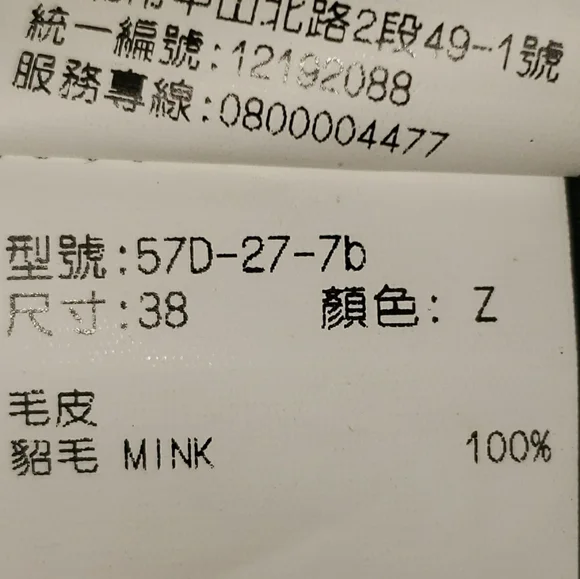 中山北路2段49-1號
統一編號:12192088
服務專線:0800004477
型號:57D-27-7b
尺寸:38 顏色: Z
毛皮
貂毛 MINK 100%